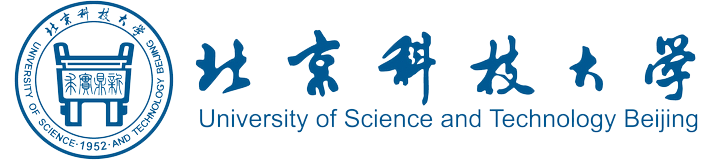 北京科技大学
UNIVERSITY OF SCIENCE·1952·AND TECHNOLOGY BEIJING
北京科技大学
University of Science and Technology Beijing